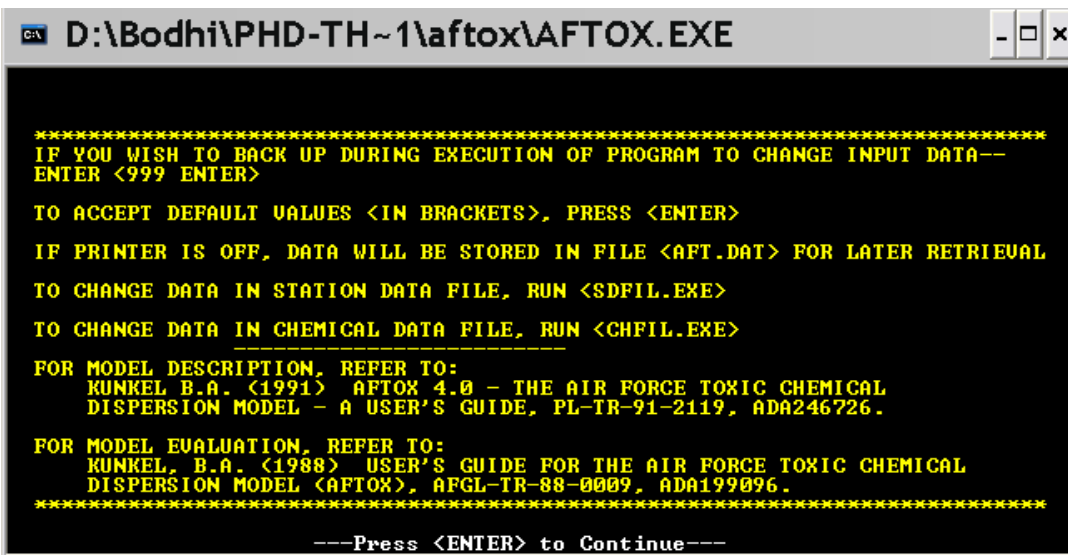 D:\Bodhi\PHD-TH~1\aftox\AFTOX.EXE
*****************************************************************************
IF YOU WISH TO BACK UP DURING EXECUTION OF PROGRAM TO CHANGE INPUT DATA--
ENTER <999 ENTER>
TO ACCEPT DEFAULT VALUES <IN BRACKETS>, PRESS <ENTER>
IF PRINTER IS OFF, DATA WILL BE STORED IN FILE <AFT.DAT> FOR LATER RETRIEVAL
TO CHANGE DATA IN STATION DATA FILE, RUN <SDFIL.EXE>
TO CHANGE DATA IN CHEMICAL DATA FILE, RUN <CHFIL.EXE>
-------------------------
FOR MODEL DESCRIPTION, REFER TO:
KUNKEL B.A. <1991> AFTOX 4.0 - THE AIR FORCE TOXIC CHEMICAL
DISPERSION MODEL - A USER'S GUIDE, PL-TR-91-2119, ADA246726.
FOR MODEL EVALUATION, REFER TO:
KUNKEL, B.A. <1988> USER'S GUIDE FOR THE AIR FORCE TOXIC CHEMICAL
DISPERSION MODEL <AFTOX>, AFGL-TR-88-0009, ADA199096.
*****************************************************************************
---Press <ENTER> to Continue---